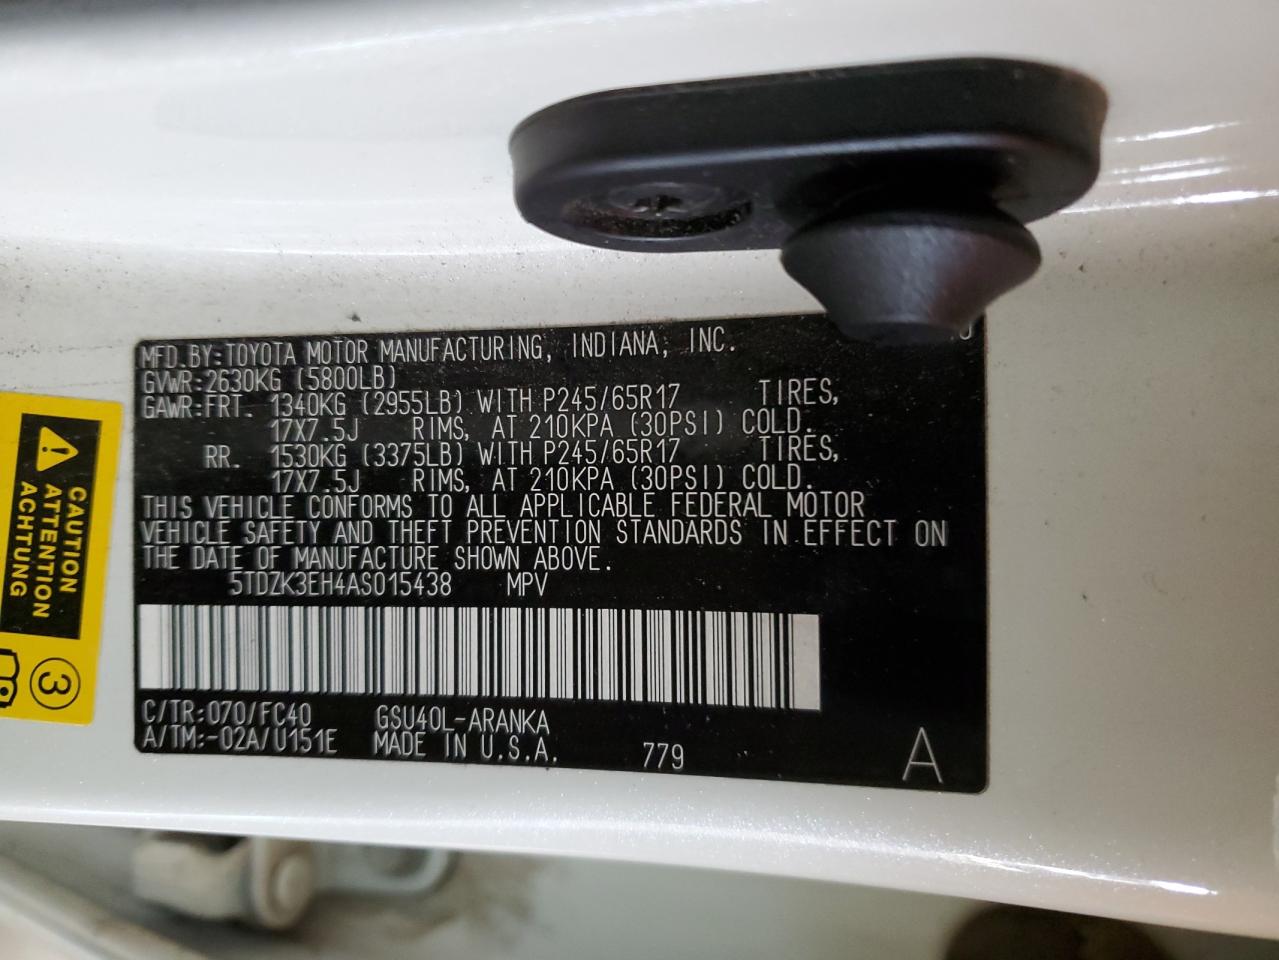 MFD.BY:TOYOTA MOTOR MANUFACTURING, INDIANA, INC.
GVWR:2630KG (5800LB)
GAWR:FRT. 1340KG (2955LB) WITH P245/65R17 TIRES,
17X7.5J RIMS, AT 210KPA (30PSI) COLD.
RR. 1530KG (3375LB) WITH P245/65R17 TIRES,
17X7.5J RIMS, AT 210KPA (30PSI) COLD.
THIS VEHICLE CONFORMS TO ALL APPLICABLE FEDERAL MOTOR
VEHICLE SAFETY AND THEFT PREVENTION STANDARDS IN EFFECT ON
THE DATE OF MANUFACTURE SHOWN ABOVE.
5TDZK3EH4AS015438 MPV
C/TR:070/FC40 GSU40L-ARANKA
A/TM:-02A/U151E MADE IN U.S.A. 779 A
CAUTION
ATTENTION
ACHTUNG
3